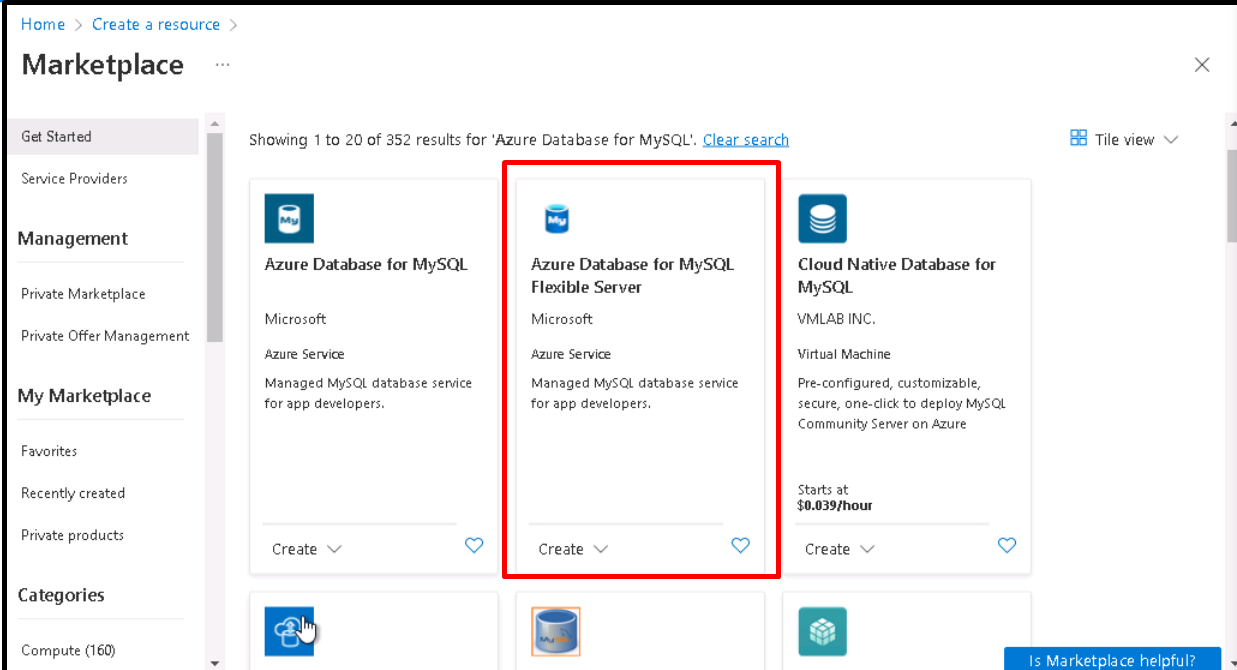 Home > Create a resource >
Marketplace ...
Get Started
Service Providers
Management
Private Marketplace
Private Offer Management
My Marketplace
Favorites
Recently created
Private products
Categories
Compute (160)
Showing 1 to 20 of 352 results for 'Azure Database for MySQL'. Clear search
Tile view
My
Azure Database for MySQL
Microsoft
Azure Service
Managed MySQL database service
for app developers.
Create
My
Azure Database for MySQL
Flexible Server
Microsoft
Azure Service
Managed MySQL database service
for app developers.
Create
Cloud Native Database for
MySQL
VMLAB INC.
Virtual Machine
Pre-configured, customizable,
secure, one-click to deploy MySQL
Community Server on Azure
Starts at
$0.039/hour
Create
MySQL
Is Marketplace helpful?